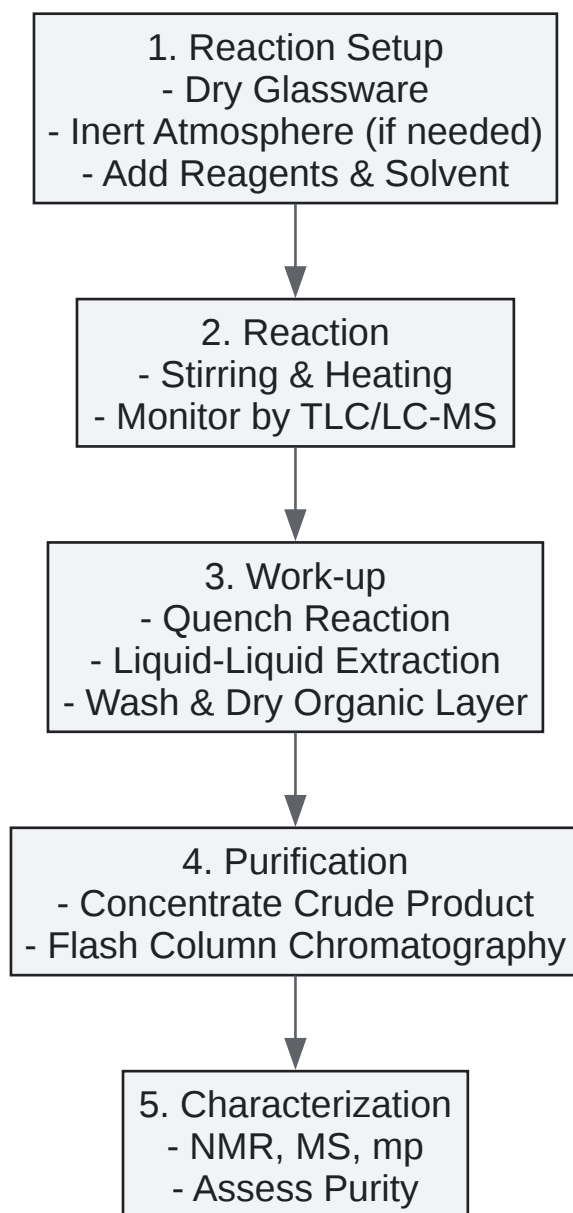 1. Reaction Setup
- Dry Glassware
- Inert Atmosphere (if needed)
- Add Reagents & Solvent
2. Reaction
- Stirring & Heating
- Monitor by TLC/LC-MS
3. Work-up
- Quench Reaction
- Liquid-Liquid Extraction
- Wash & Dry Organic Layer
4. Purification
- Concentrate Crude Product
- Flash Column Chromatography
5. Characterization
- NMR, MS, mp
- Assess Purity